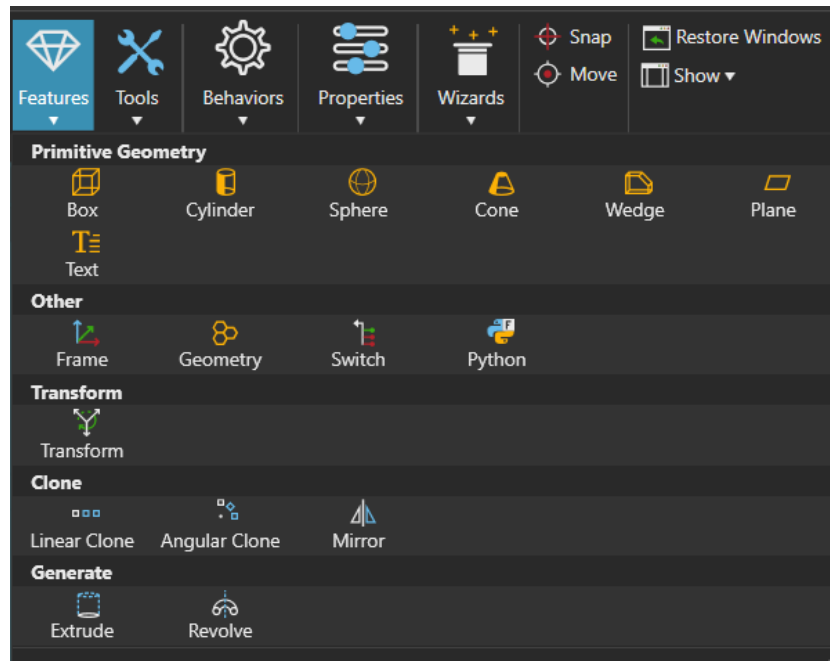 Features Tools Behaviors Properties Wizards Snap Restore Windows
Move Show
Primitive Geometry
Box Cylinder Sphere Cone Wedge Plane
Text
Other
Frame Geometry Switch Python
Transform
Transform
Clone
Linear Clone Angular Clone Mirror
Generate
Extrude Revolve